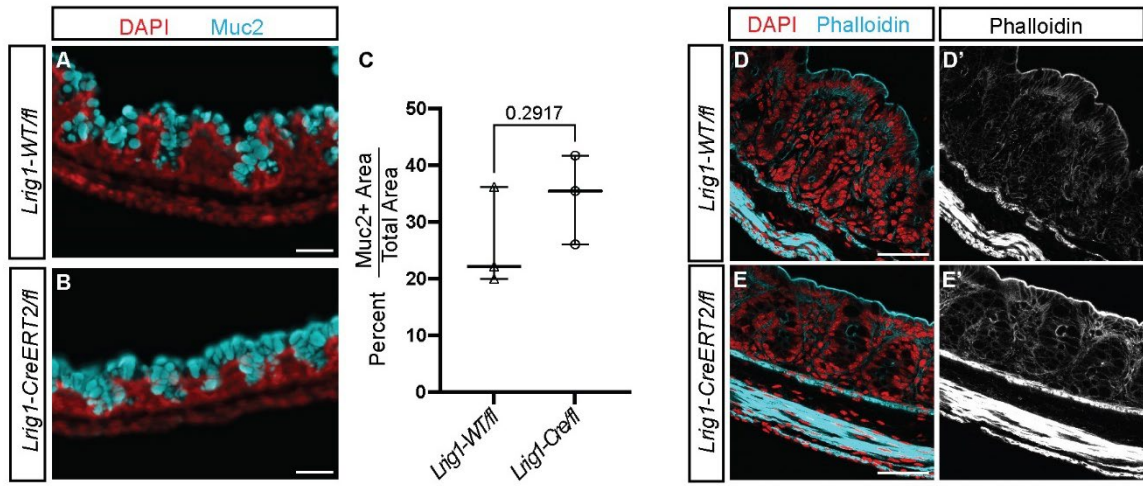 DAPI Muc2
Lrig1-WT/fl
A
Lrig1-CreERT2/fl
B
C
Percent
Muc2+ Area
Total Area
50
40
30
20
10
0
0.2917
Lrig1-WT/fl
Lrig1-Cre/fl
DAPI Phalloidin
Phalloidin
Lrig1-WT/fl
D
D'
Lrig1-CreERT2/fl
E
E'